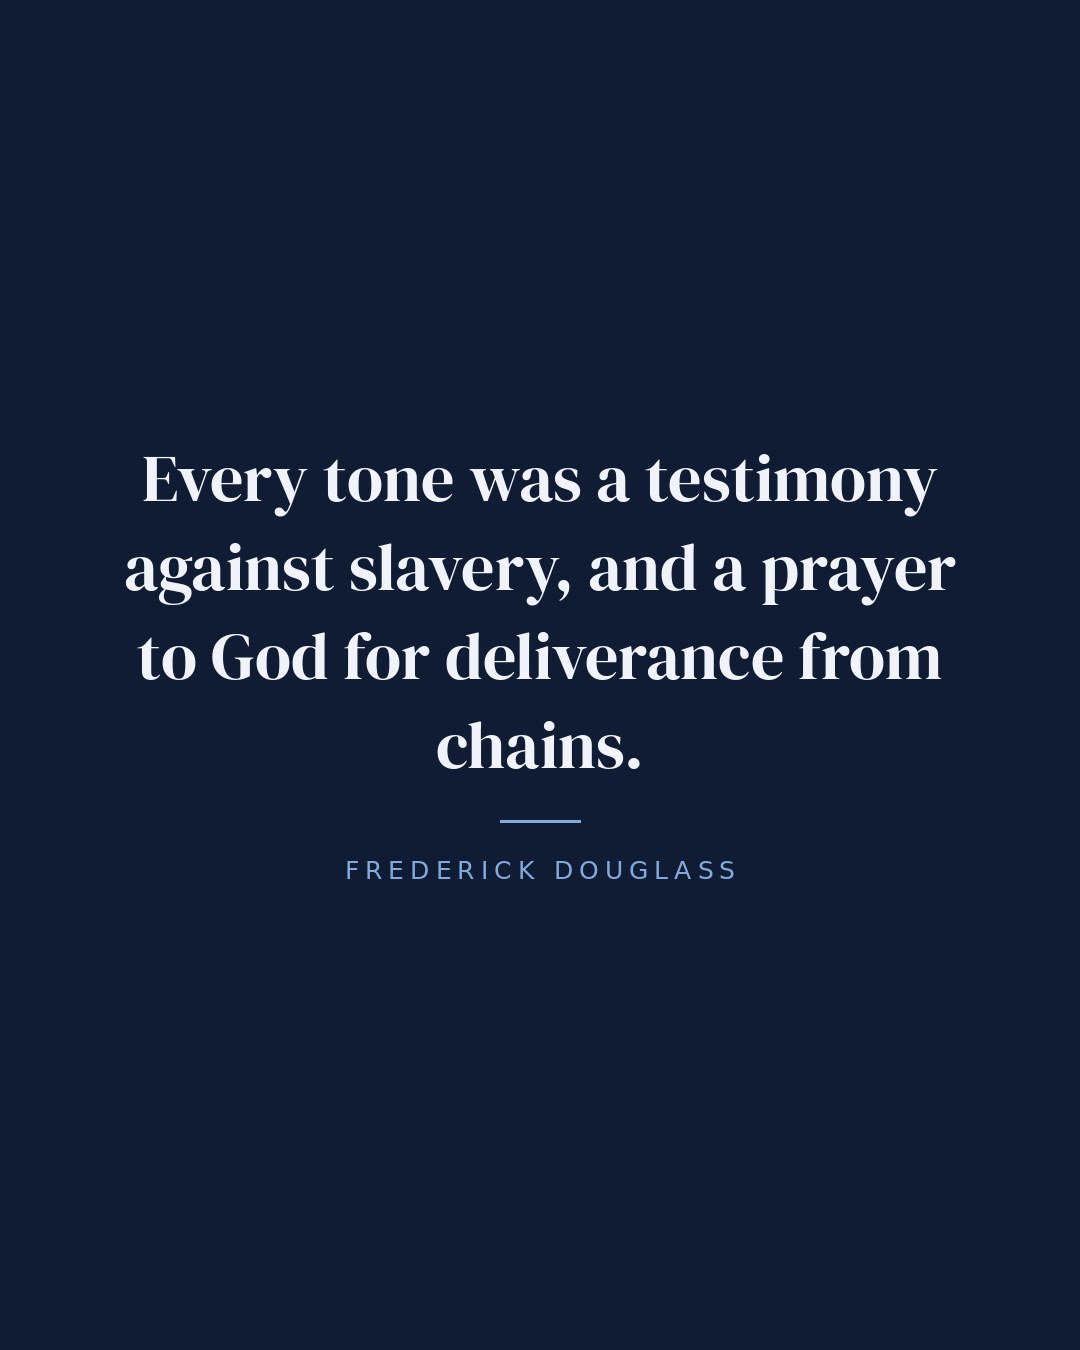 Every tone was a testimony
against slavery, and a prayer
to God for deliverance from
chains.
FREDERICK DOUGLASS